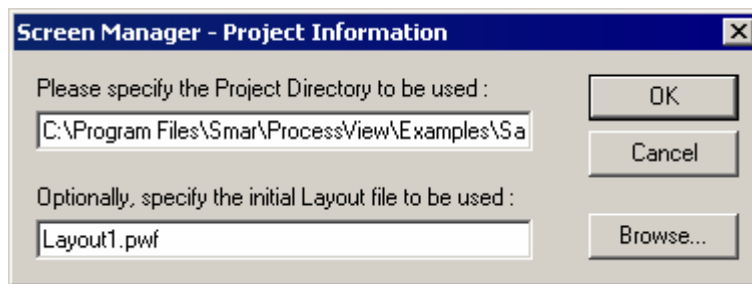 Screen Manager - Project Information
Please specify the Project Directory to be used :
C:\Program Files\Smar\ProcessView\Examples\Sa
OK
Cancel
Optionally, specify the initial Layout file to be used :
Layout1.pwf
Browse...